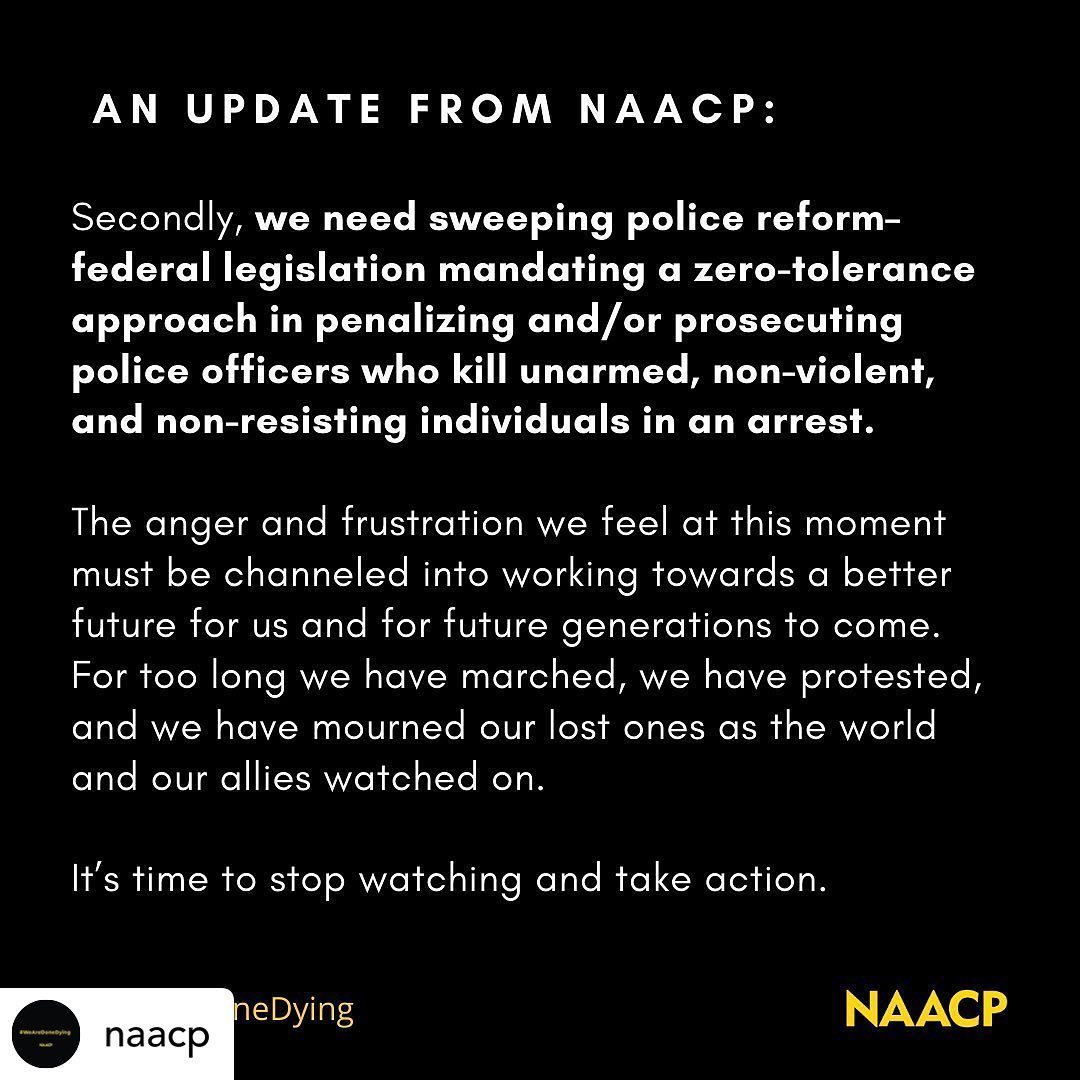 AN UPDATE FROM NAACP:
Secondly, we need sweeping police reform–
federal legislation mandating a zero-tolerance
approach in penalizing and/or prosecuting
police officers who kill unarmed, non-violent,
and non-resisting individuals in an arrest.
The anger and frustration we feel at this moment
must be channeled into working towards a better
future for us and for future generations to come.
For too long we have marched, we have protested,
and we have mourned our lost ones as the world
and our allies watched on.
It's time to stop watching and take action.
neDying
NAACP
#WeAreDoneDying
NAACP
naacp